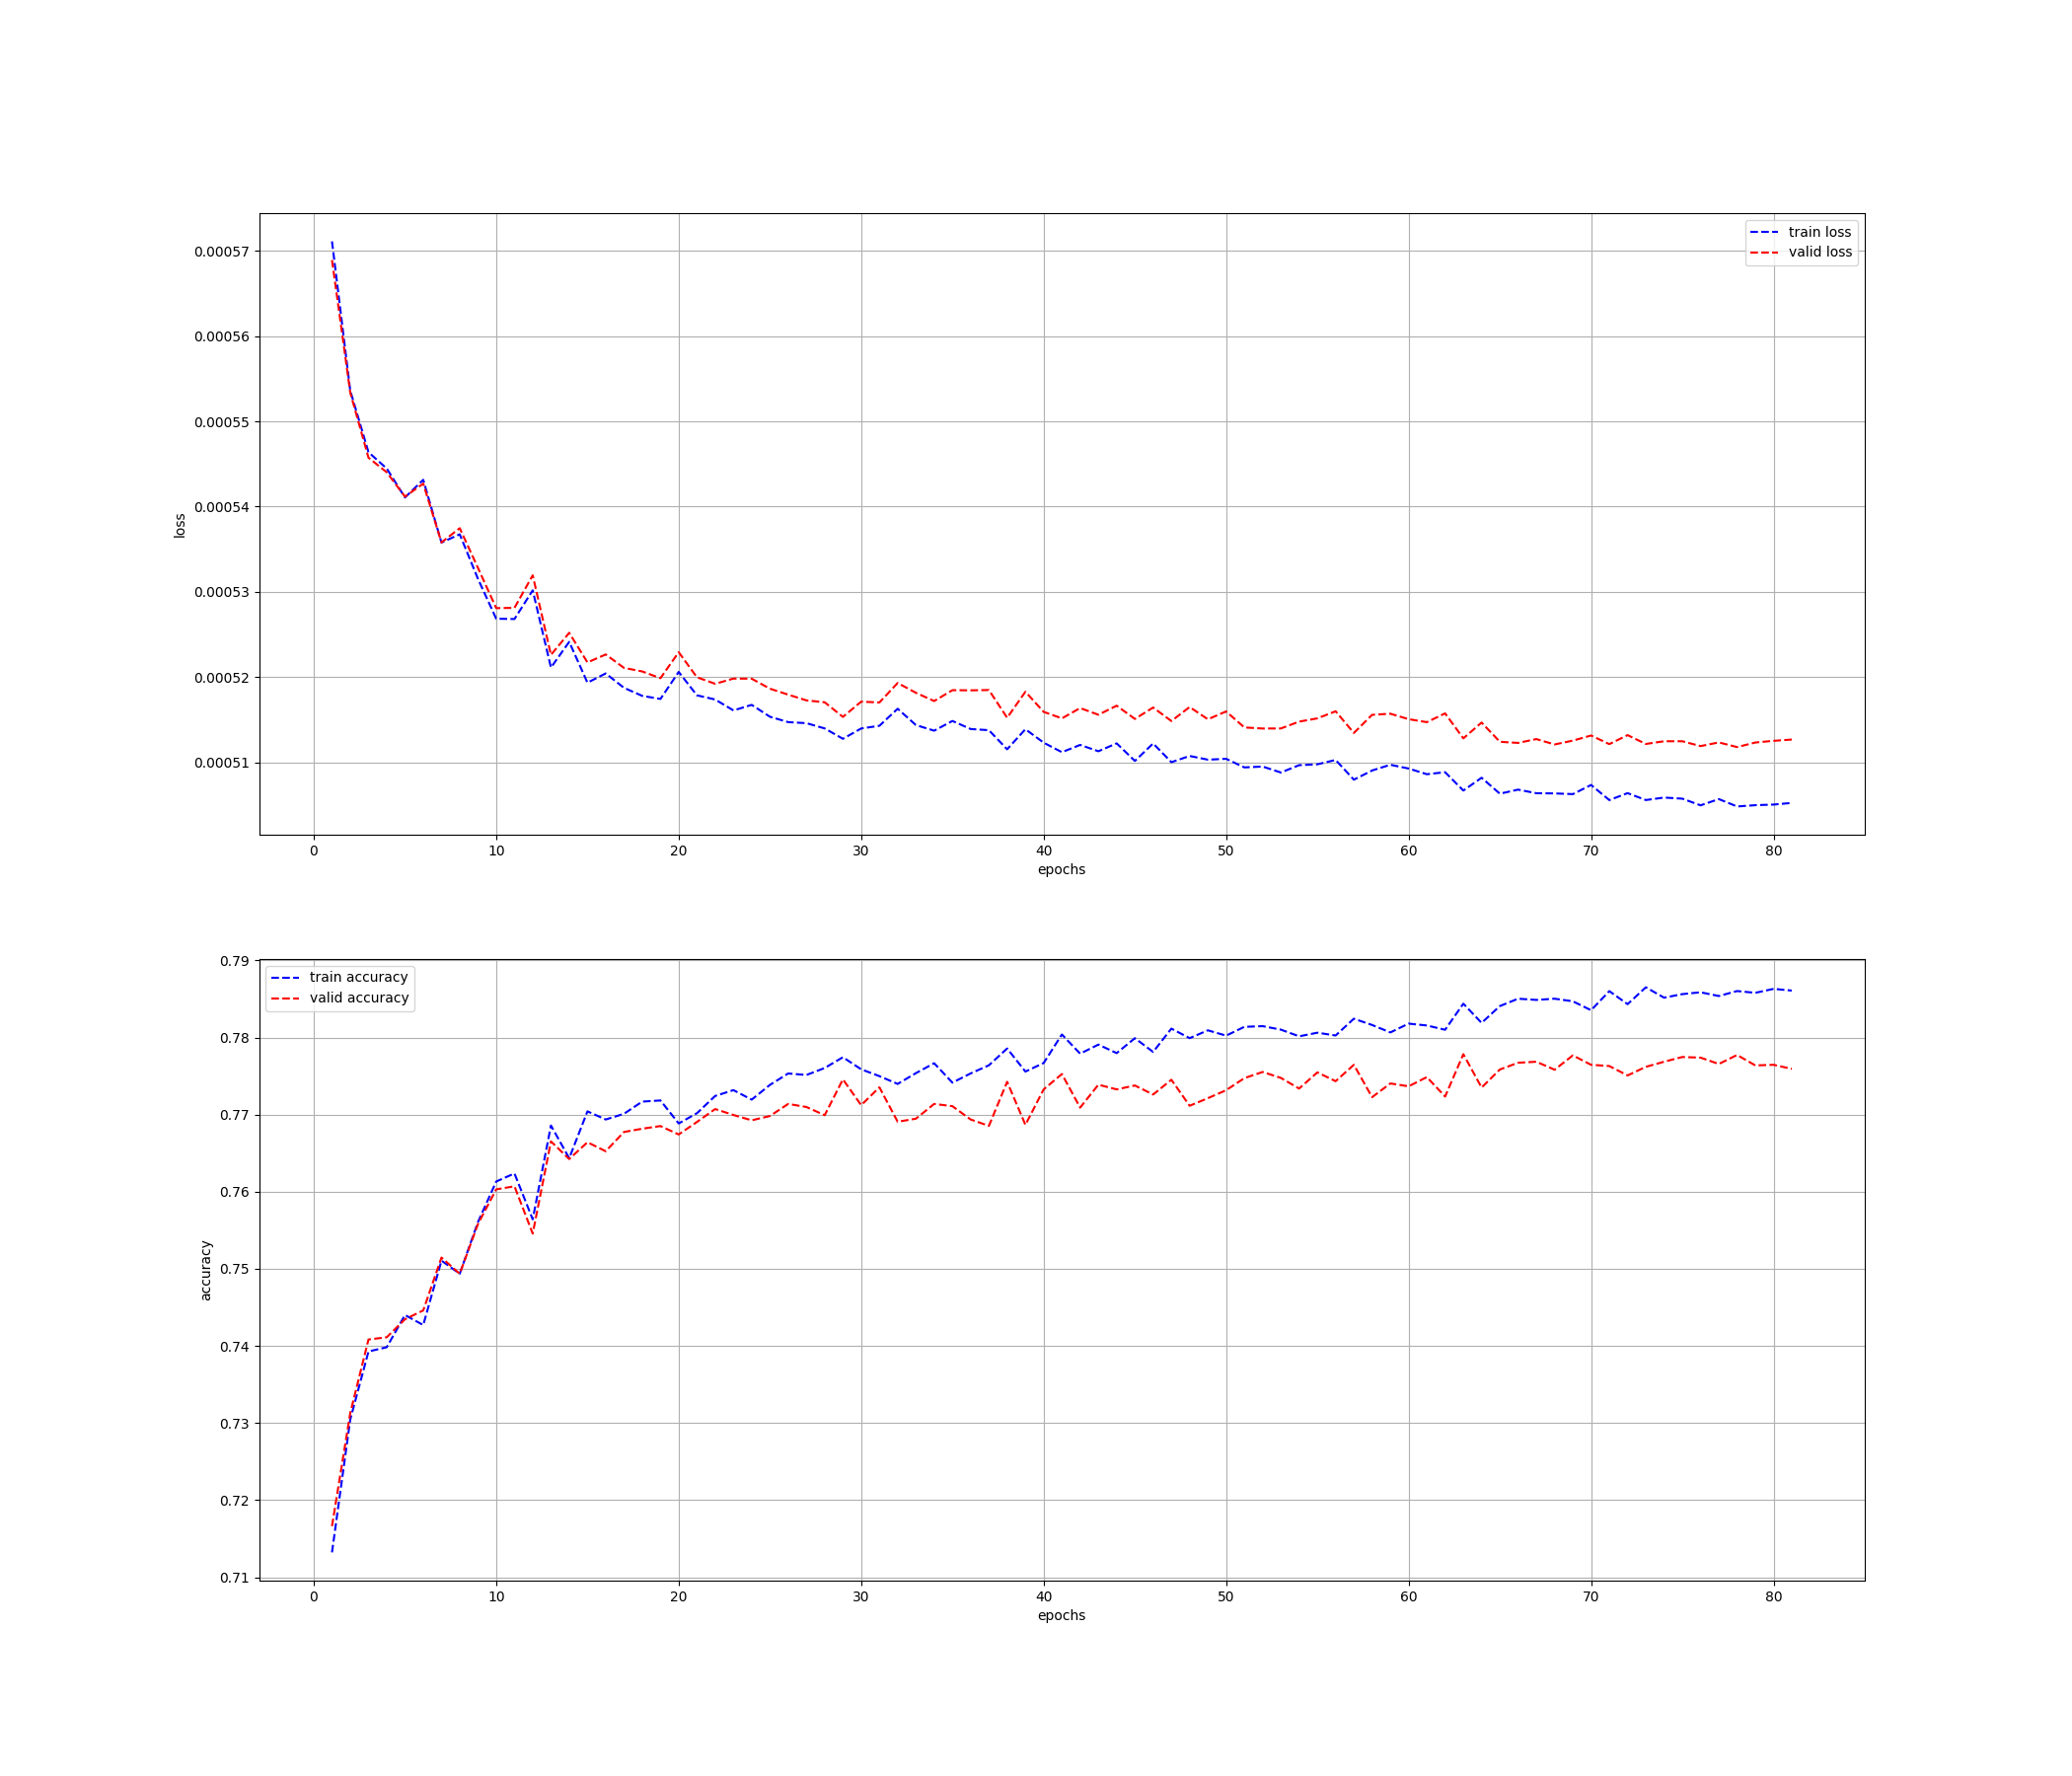 train loss
valid loss
0.00057
0.00056
0.00055
0.00054
0.00053
0.00052
0.00051
loss
0 10 20 30 40 50 60 70 80
epochs
train accuracy
valid accuracy
0.79
0.78
0.77
0.76
0.75
0.74
0.73
0.72
0.71
accuracy
0 10 20 30 40 50 60 70 80
epochs